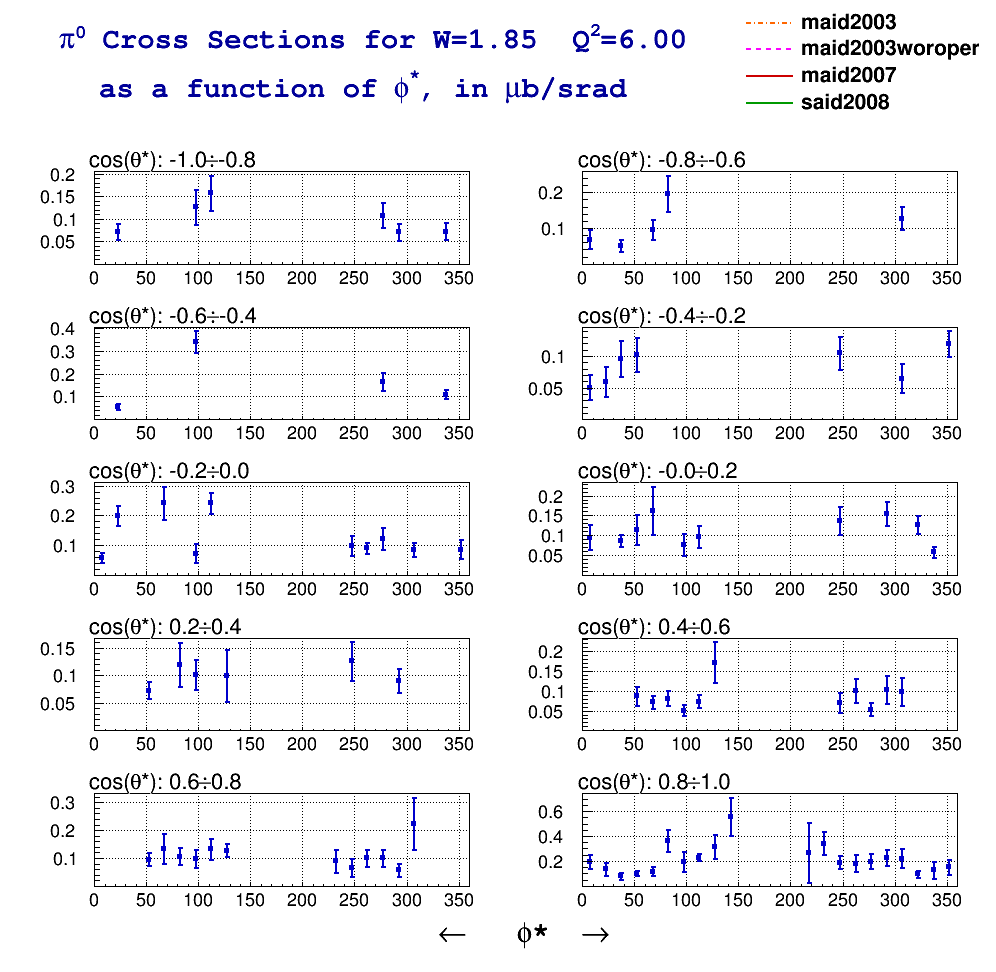 π⁰ Cross Sections for W=1.85 Q²=6.00
as a function of ϕ*, in μb/srad
maid2003
maid2003woroper
maid2007
said2008
cos(θ*): -1.0÷-0.8
0.2
0.15
0.1
0.05
0 50 100 150 200 250 300 350
cos(θ*): -0.8÷-0.6
0.2
0.1
0 50 100 150 200 250 300 350
cos(θ*): -0.6÷-0.4
0.4
0.3
0.2
0.1
0 50 100 150 200 250 300 350
cos(θ*): -0.4÷-0.2
0.1
0.05
0 50 100 150 200 250 300 350
cos(θ*): -0.2÷0.0
0.3
0.2
0.1
0 50 100 150 200 250 300 350
cos(θ*): -0.0÷0.2
0.2
0.15
0.1
0.05
0 50 100 150 200 250 300 350
cos(θ*): 0.2÷0.4
0.15
0.1
0.05
0 50 100 150 200 250 300 350
cos(θ*): 0.4÷0.6
0.2
0.15
0.1
0.05
0 50 100 150 200 250 300 350
cos(θ*): 0.6÷0.8
0.3
0.2
0.1
0 50 100 150 200 250 300 350
cos(θ*): 0.8÷1.0
0.6
0.4
0.2
0 50 100 150 200 250 300 350
← ϕ* →